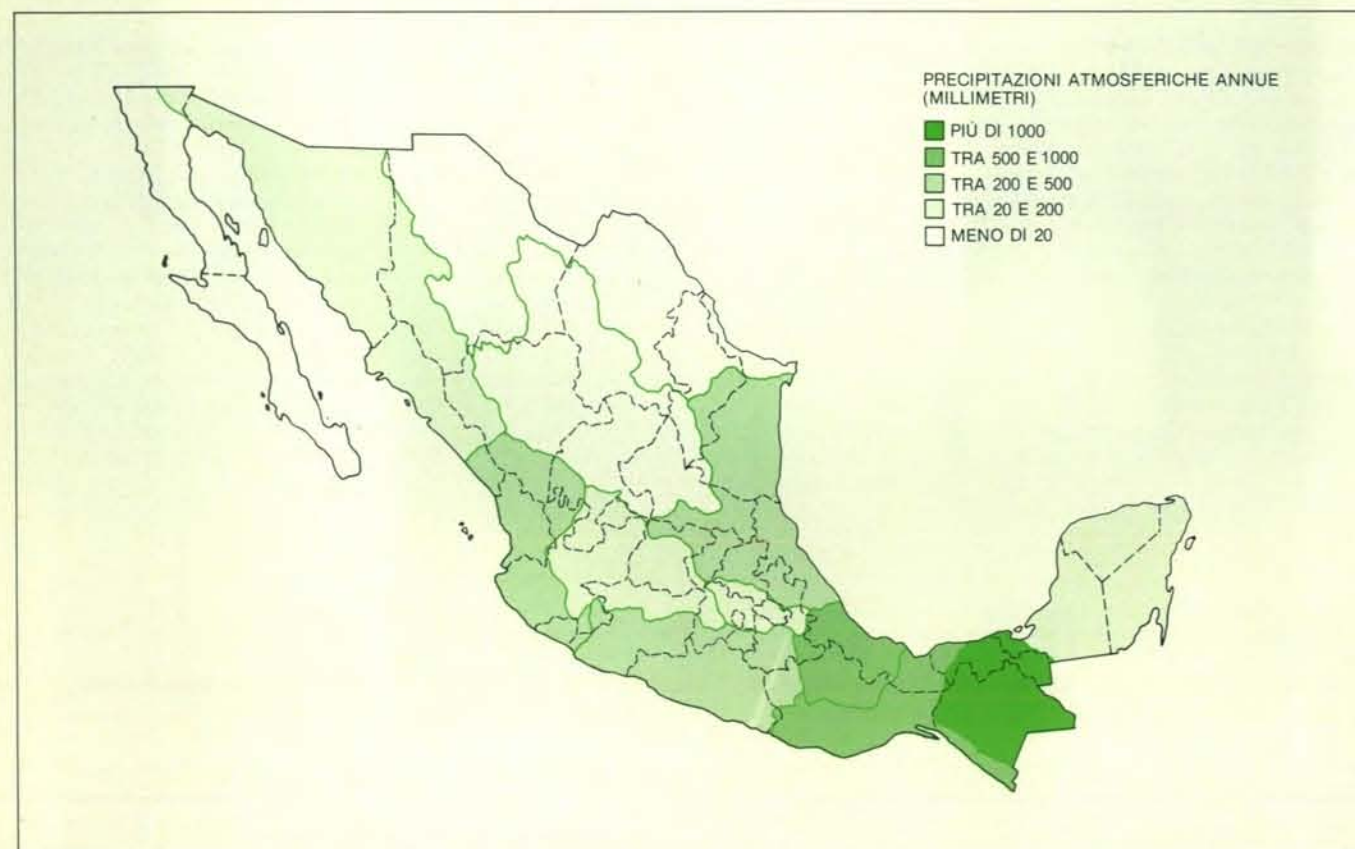 PRECIPITAZIONI ATMOSFERICHE ANNUE
(MILLIMETRI)
PIÙ DI 1000
TRA 500 E 1000
TRA 200 E 500
TRA 20 E 200
MENO DI 20